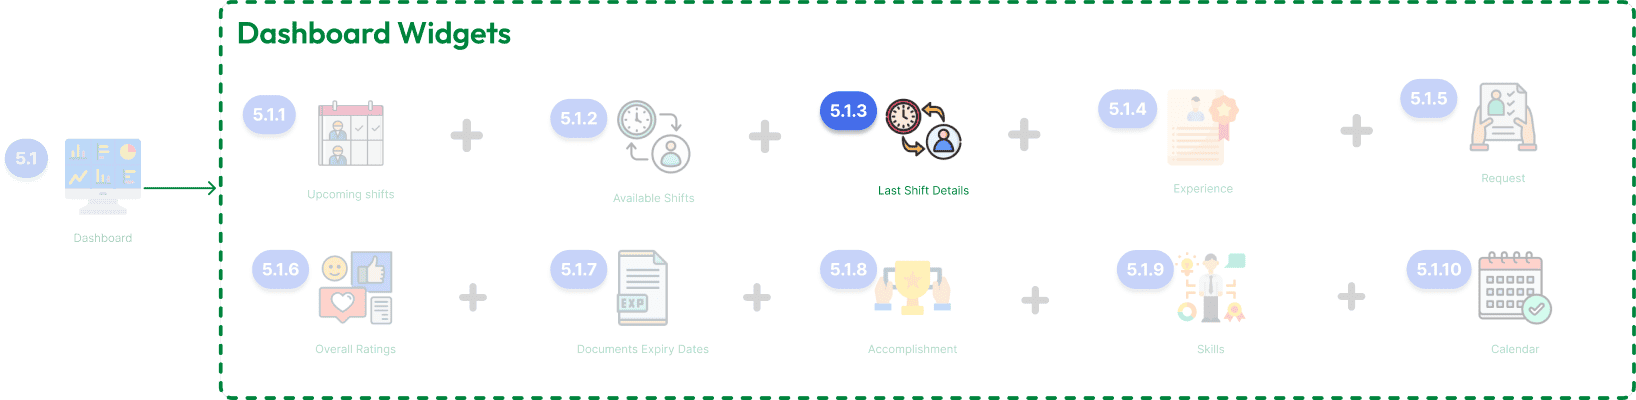 Dashboard Widgets
5.1
Dashboard
5.1.1
Upcoming shifts
5.1.2
Available Shifts
5.1.3
Last Shift Details
5.1.4
Experience
5.1.5
Request
5.1.6
Overall Ratings
5.1.7
EXP
Documents Expiry Dates
5.1.8
Accomplishment
5.1.9
Skills
5.1.10
Calendar